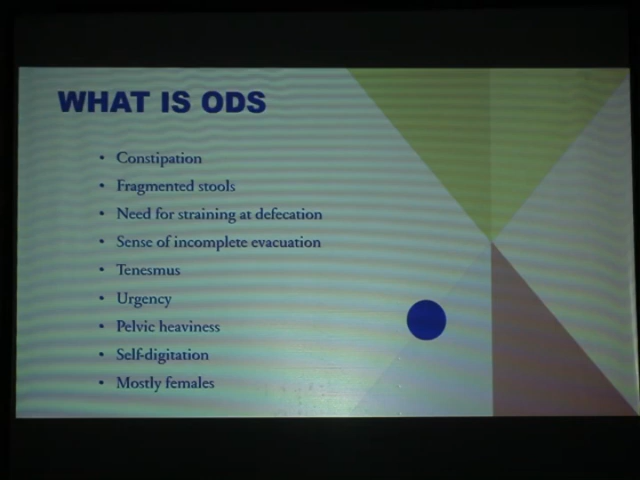 WHAT IS ODS
• Constipation
• Fragmented stools
• Need for straining at defecation
• Sense of incomplete evacuation
• Tenesmus
• Urgency
• Pelvic heaviness
• Self-digitation
• Mostly females